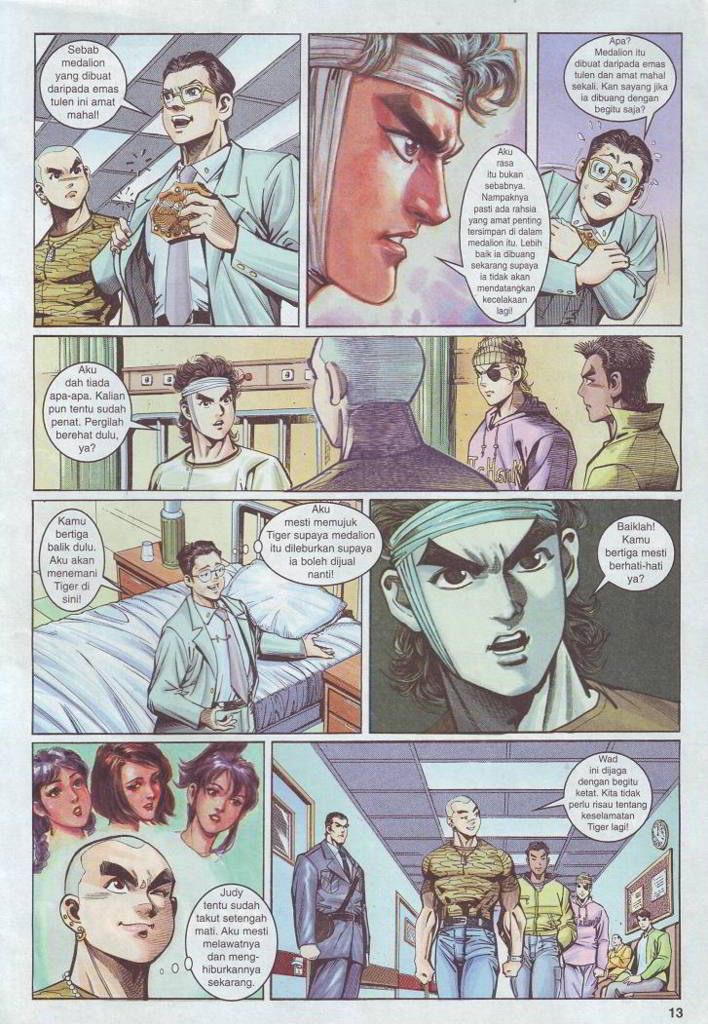 Sebab
medalion
yang dibuat
daripada emas
tulen ini amat
mahal!
Aku
rasa
itu bukan
sebabnya.
Nampaknya
pasti ada rahsia
yang amat penting
tersimpan di dalam
medalion itu. Lebih
baik ia dibuang
sekarang supaya
ia tidak akan
mendatangkan
kecelakaan
lagi!
Apa?
Medalion itu
dibuat daripada emas
tulen dan amat mahal
sekali. Kan sayang jika
ia dibuang dengan
begitu saja?
Aku
dah tiada
apa-apa. Kalian
pun tentu sudah
penat. Pergilah
berehat dulu,
ya?
Kamu
bertiga
balik dulu.
Aku akan
menemani
Tiger di
sini!
Aku
mesti memujuk
Tiger supaya medalion
itu dileburkan supaya
ia boleh dijual
nanti!
Baiklah!
Kamu
bertiga mesti
berhati-hati
ya?
Judy
tentu sudah
takut setengah
mati. Aku mesti
melawatnya
dan meng-
hiburkannya
sekarang.
Wad
ini dijaga
dengan begitu
ketat. Kita tidak
perlu risau tentang
keselamatan
Tiger lagi!
13